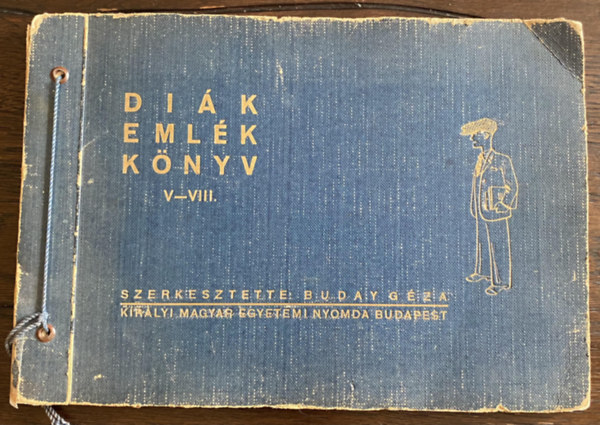 DIÁK
EMLÉK
KÖNYV
V—VIII.
SZERKESZTETTE: BUDAY GÉZA
KIRÁLYI MAGYAR EGYETEMI NYOMDA BUDAPEST